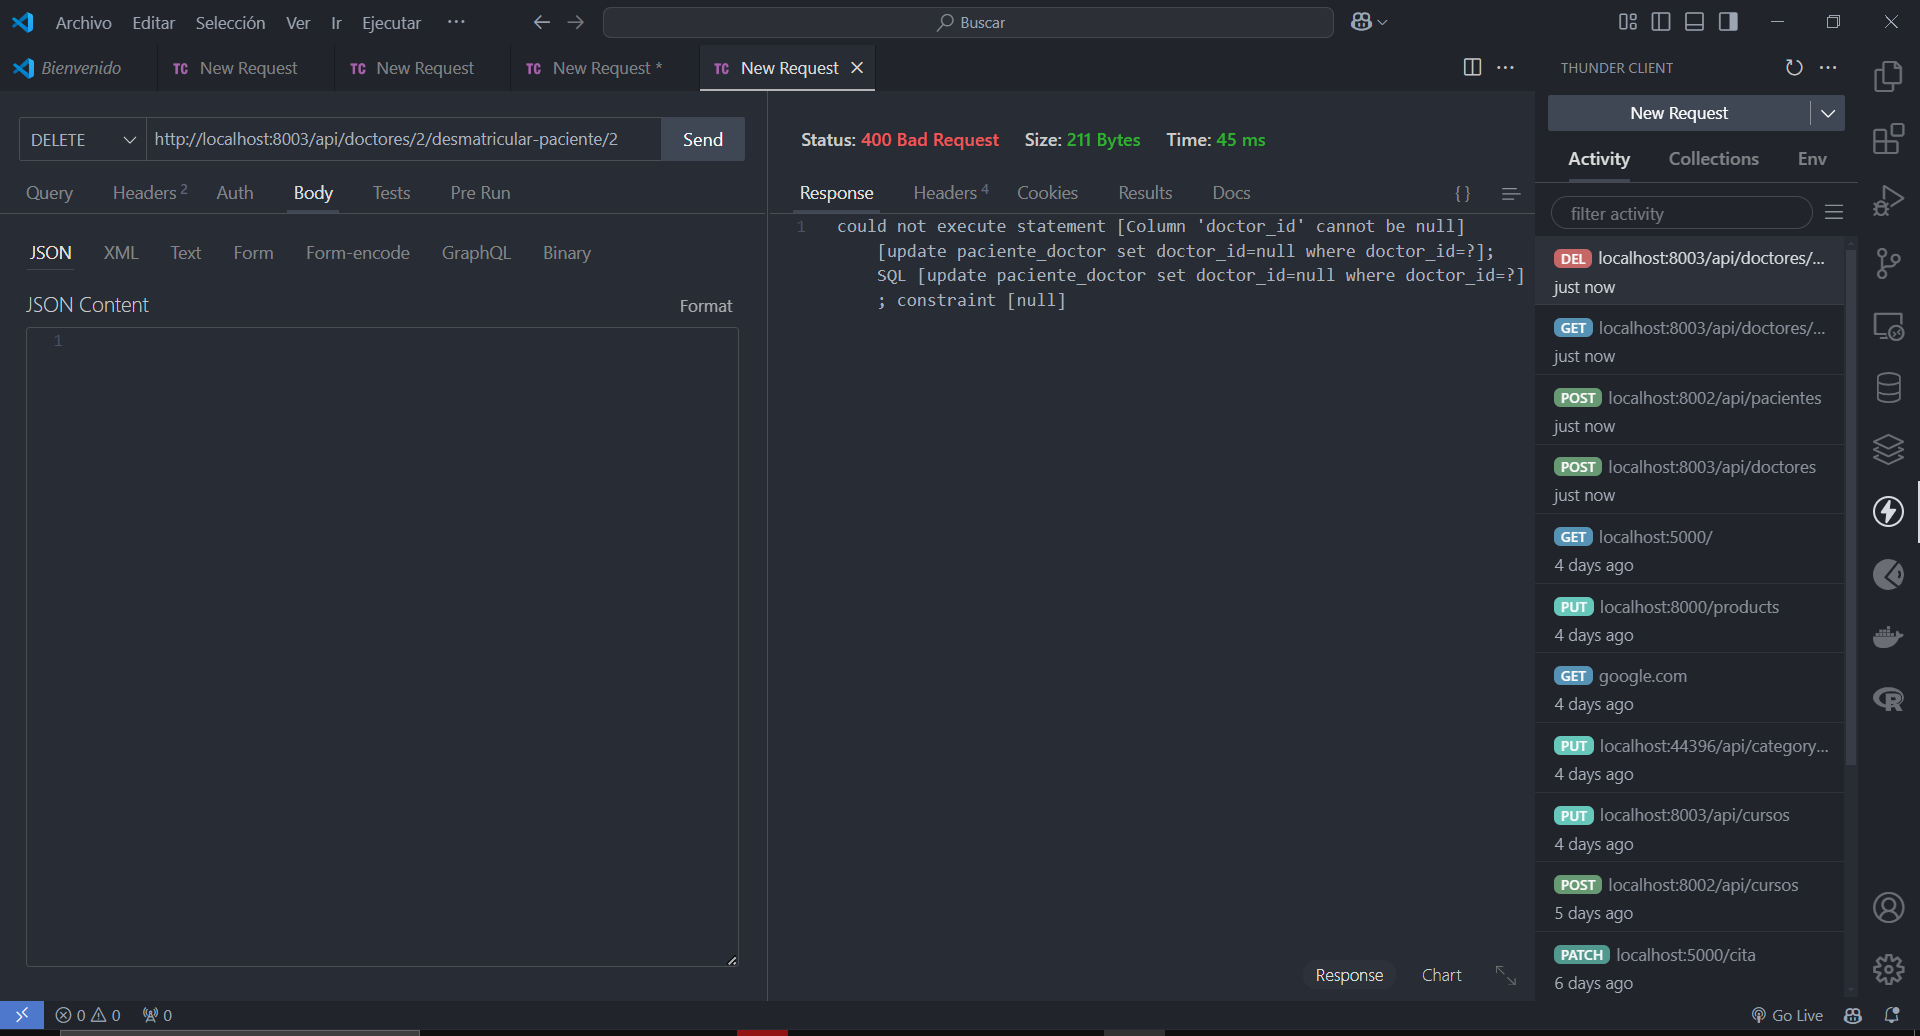 Archivo Editar Selección Ver Ir Ejecutar ··· Buscar
Bienvenido TC New Request TC New Request TC New Request * TC New Request
DELETE http://localhost:8003/api/doctores/2/desmatricular-paciente/2 Send
Query Headers 2 Auth Body Tests Pre Run
JSON XML Text Form Form-encode GraphQL Binary
JSON Content Format
1
Status: 400 Bad Request Size: 211 Bytes Time: 45 ms
Response Headers 4 Cookies Results Docs {}
1 could not execute statement [Column 'doctor_id' cannot be null]
[update paciente_doctor set doctor_id=null where doctor_id=?];
SQL [update paciente_doctor set doctor_id=null where doctor_id=?]
; constraint [null]
Response Chart
THUNDER CLIENT
New Request
Activity Collections Env
filter activity
DEL localhost:8003/api/doctores/...
just now
GET localhost:8003/api/doctores/...
just now
POST localhost:8002/api/pacientes
just now
POST localhost:8003/api/doctores
just now
GET localhost:5000/
4 days ago
PUT localhost:8000/products
4 days ago
GET google.com
4 days ago
PUT localhost:44396/api/category...
4 days ago
PUT localhost:8003/api/cursos
4 days ago
POST localhost:8002/api/cursos
5 days ago
PATCH localhost:5000/cita
6 days ago
0 0 0 Go Live